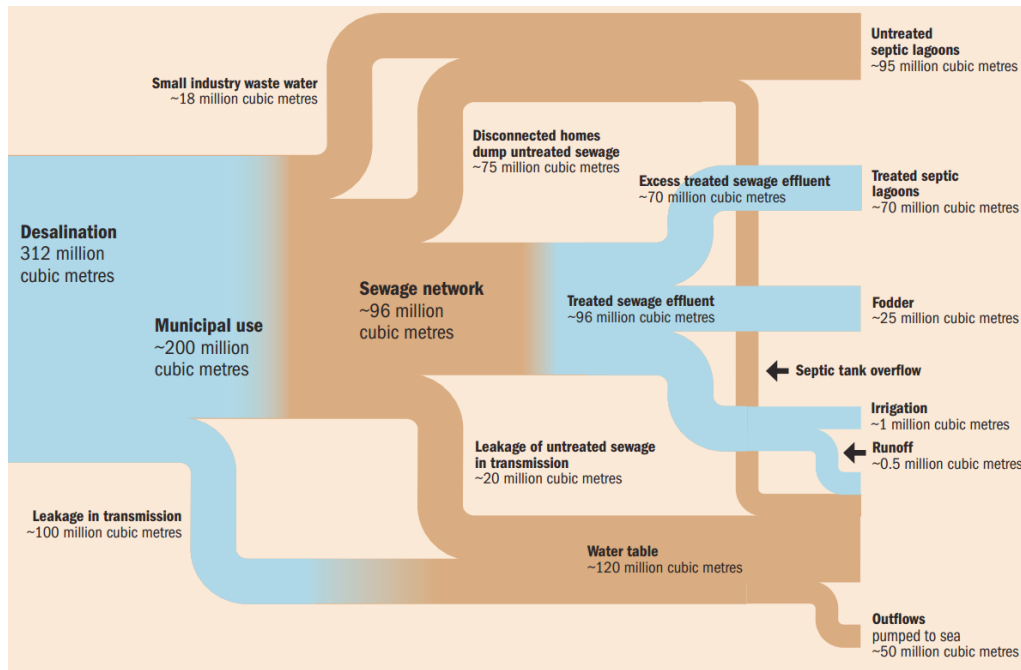 Untreated
septic lagoons
~95 million cubic metres
Small industry waste water
~18 million cubic metres
Disconnected homes
dump untreated sewage
~75 million cubic metres
Excess treated sewage effluent
~70 million cubic metres
Treated septic
lagoons
~70 million cubic metres
Desalination
312 million
cubic metres
Sewage network
~96 million
cubic metres
Treated sewage effluent
~96 million cubic metres
Fodder
~25 million cubic metres
Municipal use
~200 million
cubic metres
Septic tank overflow
Irrigation
~1 million cubic metres
Runoff
~0.5 million cubic metres
Leakage of untreated sewage
in transmission
~20 million cubic metres
Leakage in transmission
~100 million cubic metres
Water table
~120 million cubic metres
Outflows
pumped to sea
~50 million cubic metres